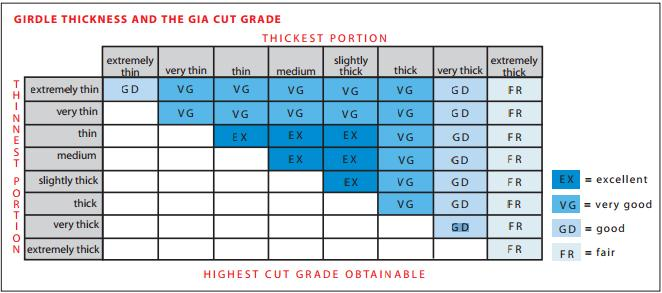 GIRDLE THICKNESS AND THE GIA CUT GRADE
THICKEST PORTION
extremely thin very thin thin medium slightly thick thick very thick extremely thick
THINNEST PORTION
extremely thin GD VG VG VG VG VG GD FR
very thin VG VG VG VG VG GD FR
thin EX EX EX VG GD FR
medium EX EX VG GD FR
slightly thick EX VG GD FR
thick VG GD FR
very thick GD FR
extremely thick FR
EX = excellent
VG = very good
GD = good
FR = fair
HIGHEST CUT GRADE OBTAINABLE